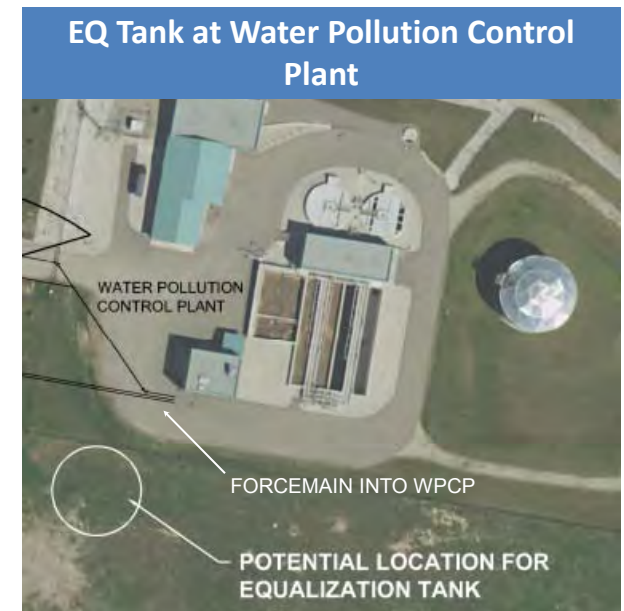 EQ Tank at Water Pollution Control
Plant
WATER POLLUTION
CONTROL PLANT
FORCEMAIN INTO WPCP
POTENTIAL LOCATION FOR
EQUALIZATION TANK